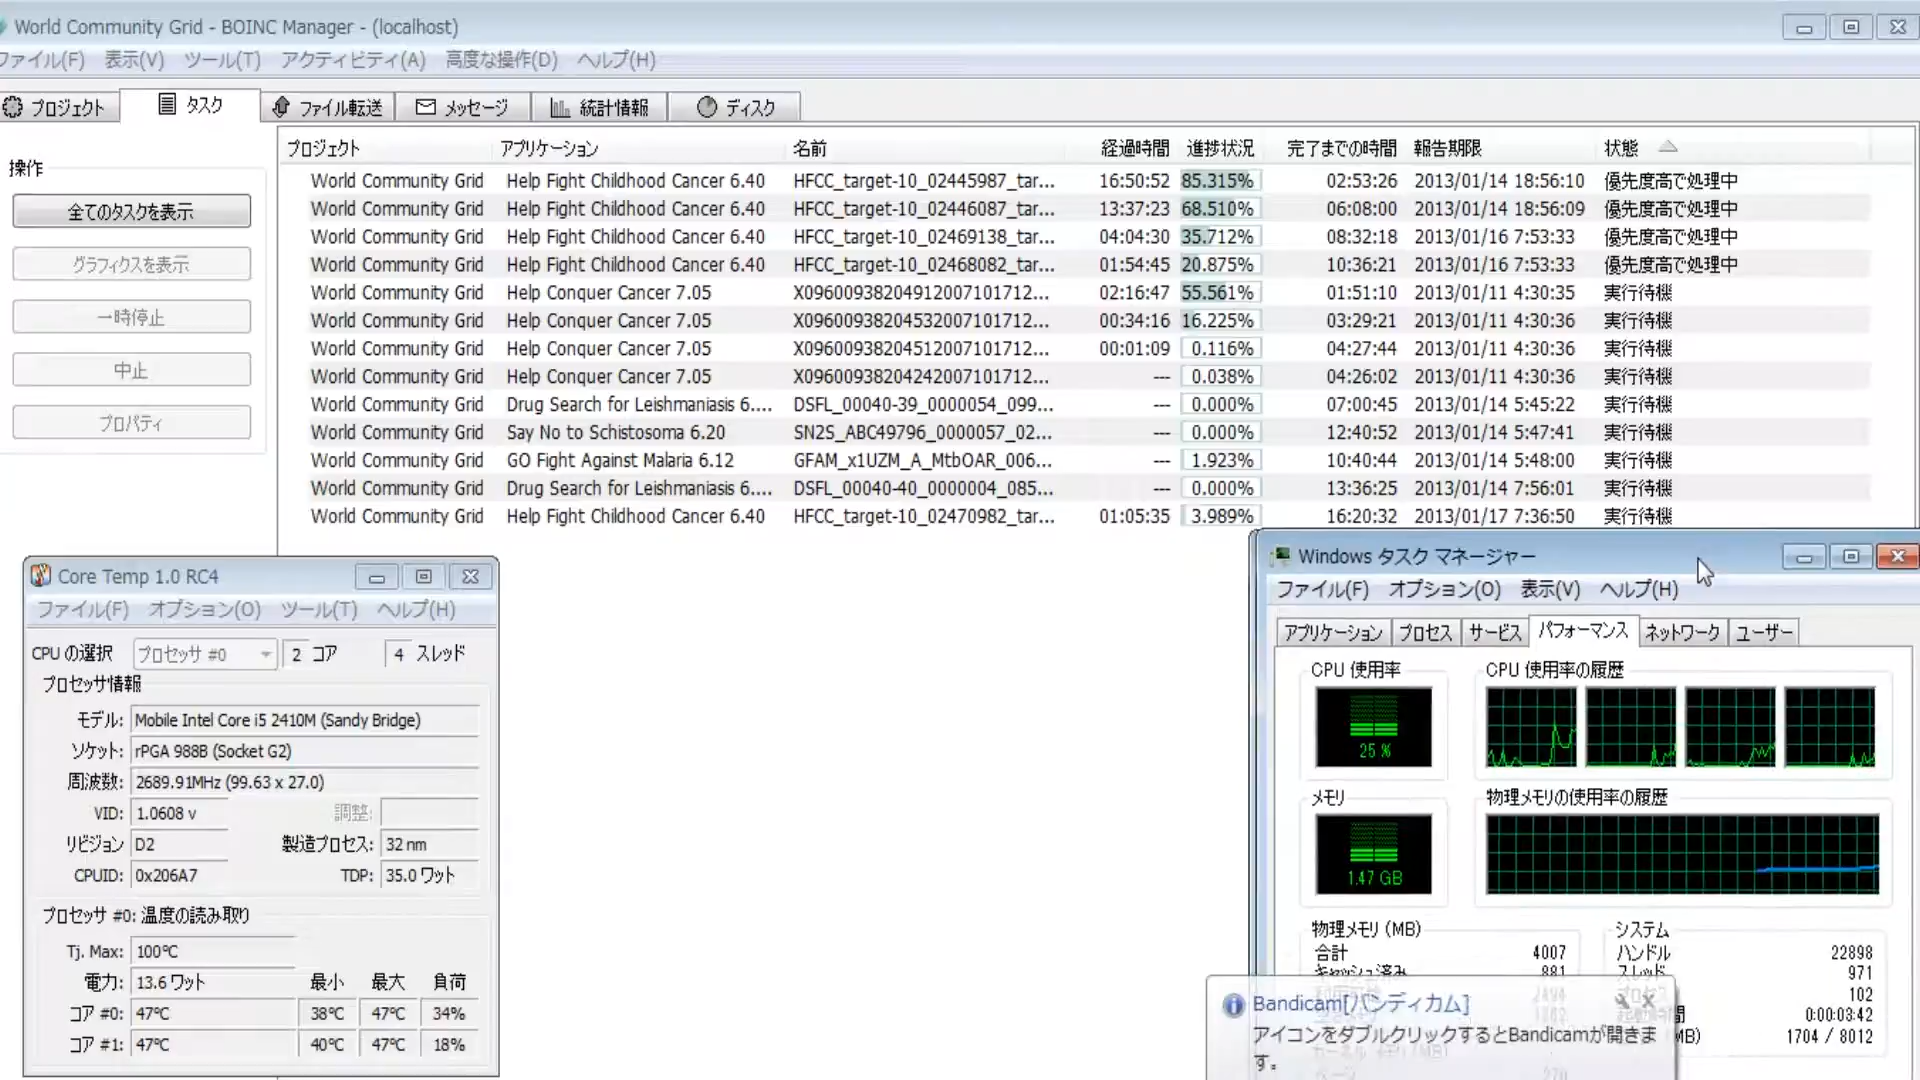 World Community Grid - BOINC Manager - (localhost)
ファイル(F) 表示(V) ツール(T) アクティビティ(A) 高度な操作(D) ヘルプ(H)
プロジェクト タスク ファイル転送 メッセージ 統計情報 ディスク
操作
全てのタスクを表示
グラフィクスを表示
一時停止
中止
プロパティ
プロジェクト アプリケーション 名前 経過時間 進捗状況 完了までの時間 報告期限 状態
World Community Grid Help Fight Childhood Cancer 6.40 HFCC_target-10_02445987_tar... 16:50:52 85.315% 02:53:26 2013/01/14 18:56:10 優先度高で処理中
World Community Grid Help Fight Childhood Cancer 6.40 HFCC_target-10_02446087_tar... 13:37:23 68.510% 06:08:00 2013/01/14 18:56:09 優先度高で処理中
World Community Grid Help Fight Childhood Cancer 6.40 HFCC_target-10_02469138_tar... 04:04:30 35.712% 08:32:18 2013/01/16 7:53:33 優先度高で処理中
World Community Grid Help Fight Childhood Cancer 6.40 HFCC_target-10_02468082_tar... 01:54:45 20.875% 10:36:21 2013/01/16 7:53:33 優先度高で処理中
World Community Grid Help Conquer Cancer 7.05 X0960093820491200710171​2... 02:16:47 55.561% 01:51:10 2013/01/11 4:30:35 実行待機
World Community Grid Help Conquer Cancer 7.05 X0960093820453200710171​2... 00:34:16 16.225% 03:29:21 2013/01/11 4:30:36 実行待機
World Community Grid Help Conquer Cancer 7.05 X0960093820451200710171​2... 00:01:09 0.116% 04:27:44 2013/01/11 4:30:36 実行待機
World Community Grid Help Conquer Cancer 7.05 X0960093820424200710171​2... --- 0.038% 04:26:02 2013/01/11 4:30:36 実行待機
World Community Grid Drug Search for Leishmaniasis 6.... DSFL_00040-39_0000054_099... --- 0.000% 07:00:45 2013/01/14 5:45:22 実行待機
World Community Grid Say No to Schistosoma 6.20 SN2S_ABC49796_0000057_02... --- 0.000% 12:40:52 2013/01/14 5:47:41 実行待機
World Community Grid GO Fight Against Malaria 6.12 GFAM_x1UZM_A_MtbOAR_006... --- 1.923% 10:40:44 2013/01/14 5:48:00 実行待機
World Community Grid Drug Search for Leishmaniasis 6.... DSFL_00040-40_0000004_085... --- 0.000% 13:36:25 2013/01/14 7:56:01 実行待機
World Community Grid Help Fight Childhood Cancer 6.40 HFCC_target-10_02470982_tar... 01:05:35 3.989% 16:20:32 2013/01/17 7:36:50 実行待機
Core Temp 1.0 RC4
ファイル(F) オプション(O) ツール(T) ヘルプ(H)
CPU の選択 プロセッサ #0 2 コア 4 スレッド
プロセッサ情報
モデル: Mobile Intel Core i5 2410M (Sandy Bridge)
ソケット: rPGA 988B (Socket G2)
周波数: 2689.91MHz (99.63 x 27.0)
VID: 1.0608 v 調整:
リビジョン D2 製造プロセス: 32 nm
CPUID: 0x206A7 TDP: 35.0 ワット
プロセッサ #0: 温度の読み取り
Tj. Max: 100℃
電力: 13.6 ワット 最小 最大 負荷
コア #0: 47℃ 38℃ 47℃ 34%
コア #1: 47℃ 40℃ 47℃ 18%
Windows タスク マネージャー
ファイル(F) オプション(O) 表示(V) ヘルプ(H)
アプリケーション プロセス サービス パフォーマンス ネットワーク ユーザー
CPU 使用率 CPU 使用率の履歴
25 %
メモリ 物理メモリの使用率の履歴
1.47 GB
物理メモリ (MB) システム
合計 4007 ハンドル 22898
キャッシュ済み 881 スレッド 971
プロセス 102
間 0:00:03:42
MB) 1704 / 8012
Bandicam[バンディカム]
アイコンをダブルクリックするとBandicamが開きま
す。